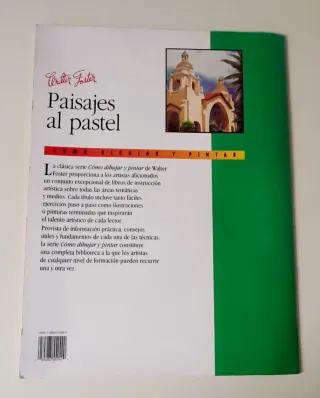 Walter Foster
Paisajes
al pastel
CÓMO DIBUJAR Y PINTAR
La clásica serie Cómo dibujar y pintar de Walter
Foster proporciona a los artistas aficionados
un conjunto excepcional de libros de instrucción
artística sobre todas las áreas temáticas
y medios. Cada título incluye tanto fáciles
ejercicios paso a paso como ilustraciones
o pinturas terminadas que inspirarán
el talento artístico de cada lector.
Provista de información práctica, consejos
útiles y fundamentos de cada una de las técnicas,
la serie Cómo dibujar y pintar constituye
una completa biblioteca a la que los artistas
de cualquier nivel de formación pueden recurrir
una y otra vez.